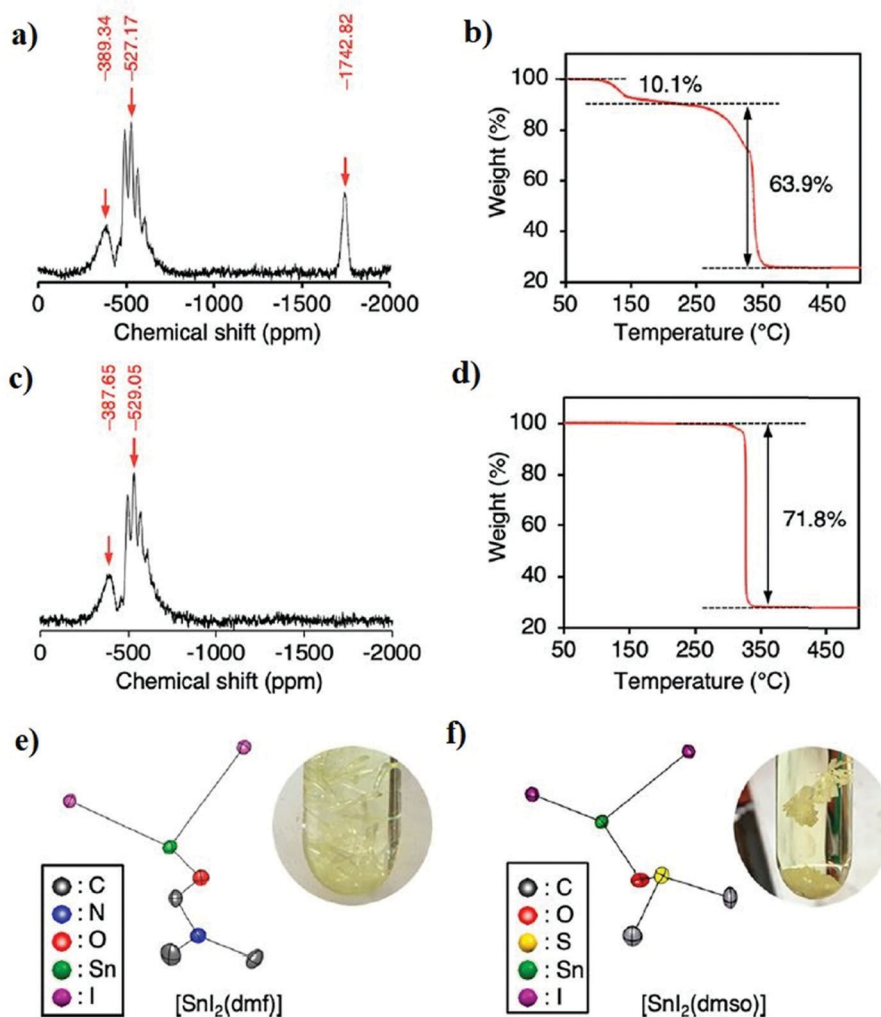 a)
-389.34
-527.17
-1742.82
0
-500
-1000
-1500
-2000
Chemical shift (ppm)
b)
Weight (%)
100
80
60
40
20
10.1%
63.9%
50
150
250
350
450
Temperature (°C)
c)
-387.65
-529.05
0
-500
-1000
-1500
-2000
Chemical shift (ppm)
d)
Weight (%)
100
80
60
40
20
71.8%
50
150
250
350
450
Temperature (°C)
e)
: C
: N
: O
: Sn
: I
[SnI₂(dmf)]
f)
: C
: O
: S
: Sn
: I
[SnI₂(dmso)]